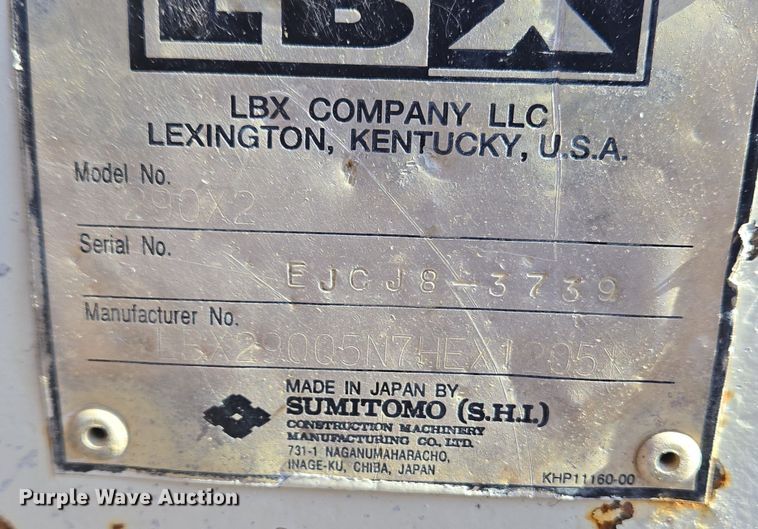 LBX
LBX COMPANY LLC
LEXINGTON, KENTUCKY, U.S.A.
Model No.
290X2
Serial No.
EJCJ8-3739
Manufacturer No.
LBX290Q5N7HEX1205X
MADE IN JAPAN BY
SUMITOMO (S.H.I.)
CONSTRUCTION MACHINERY
MANUFACTURING CO., LTD.
731-1 NAGANUMAHARACHO,
INAGE-KU, CHIBA, JAPAN
KHP11160-00
Purple Wave Auction